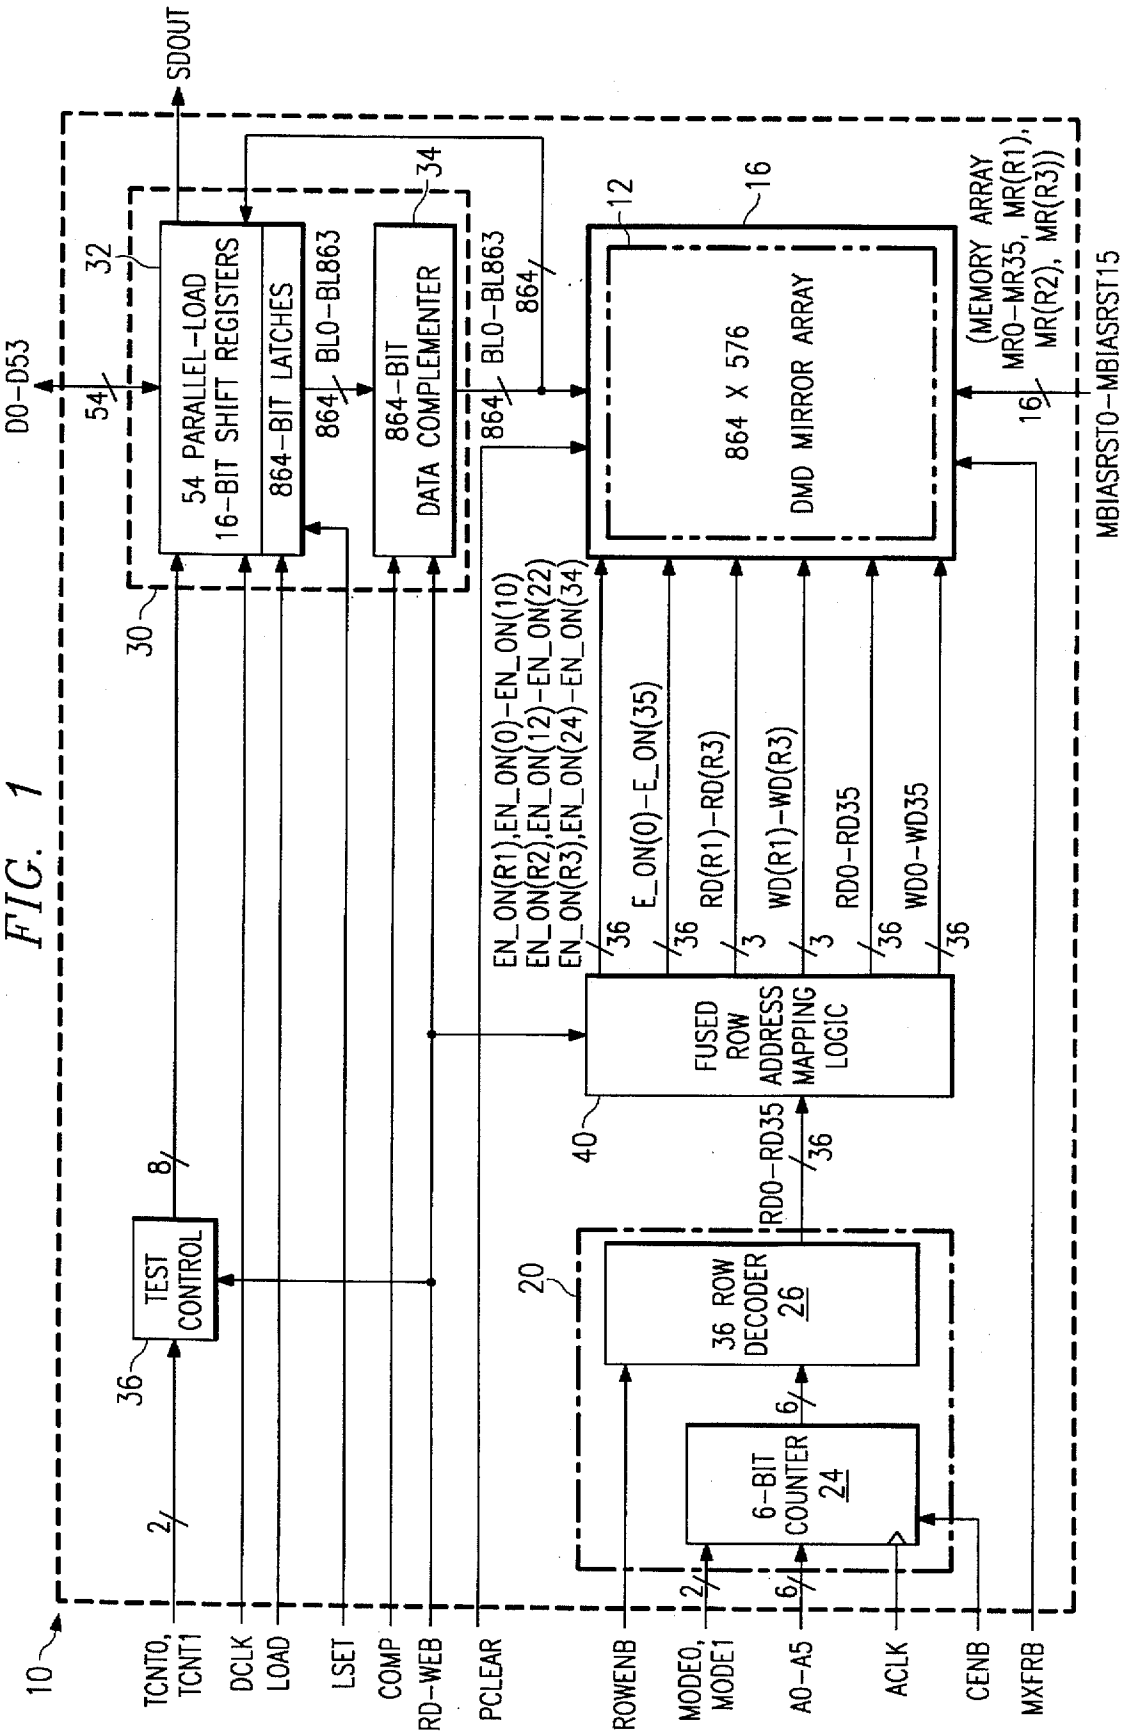 FIG. 1
10
TCNT0,
TCNT1
DCLK
LOAD
LSET
COMP
RD-WEB
PCLEAR
ROWENB
MODE0,
MODE1
A0-A5
ACLK
CENB
MXFRB
2
36
TEST
CONTROL
8
30
32
54 PARALLEL-LOAD
16-BIT SHIFT REGISTERS
864-BIT LATCHES
D0-D53
54
SDOUT
864
BL0-BL863
34
864-BIT
DATA COMPLEMENTER
864
BL0-BL863
864
20
2
6
6-BIT
COUNTER
24
6
36 ROW
DECODER
26
RD0-RD35
36
40
FUSED
ROW
ADDRESS
MAPPING
LOGIC
EN_ON(R1),EN_ON(0)-EN_ON(10)
EN_ON(R2),EN_ON(12)-EN_ON(22)
EN_ON(R3),EN_ON(24)-EN_ON(34)
36
E_ON(0)-E_ON(35)
36
RD(R1)-RD(R3)
3
WD(R1)-WD(R3)
3
RD0-RD35
36
WD0-WD35
36
12
16
864 X 576
DMD MIRROR ARRAY
16
(MEMORY ARRAY
MR0-MR35, MR(R1),
MR(R2), MR(R3))
MBIASRST0-MBIASRST15